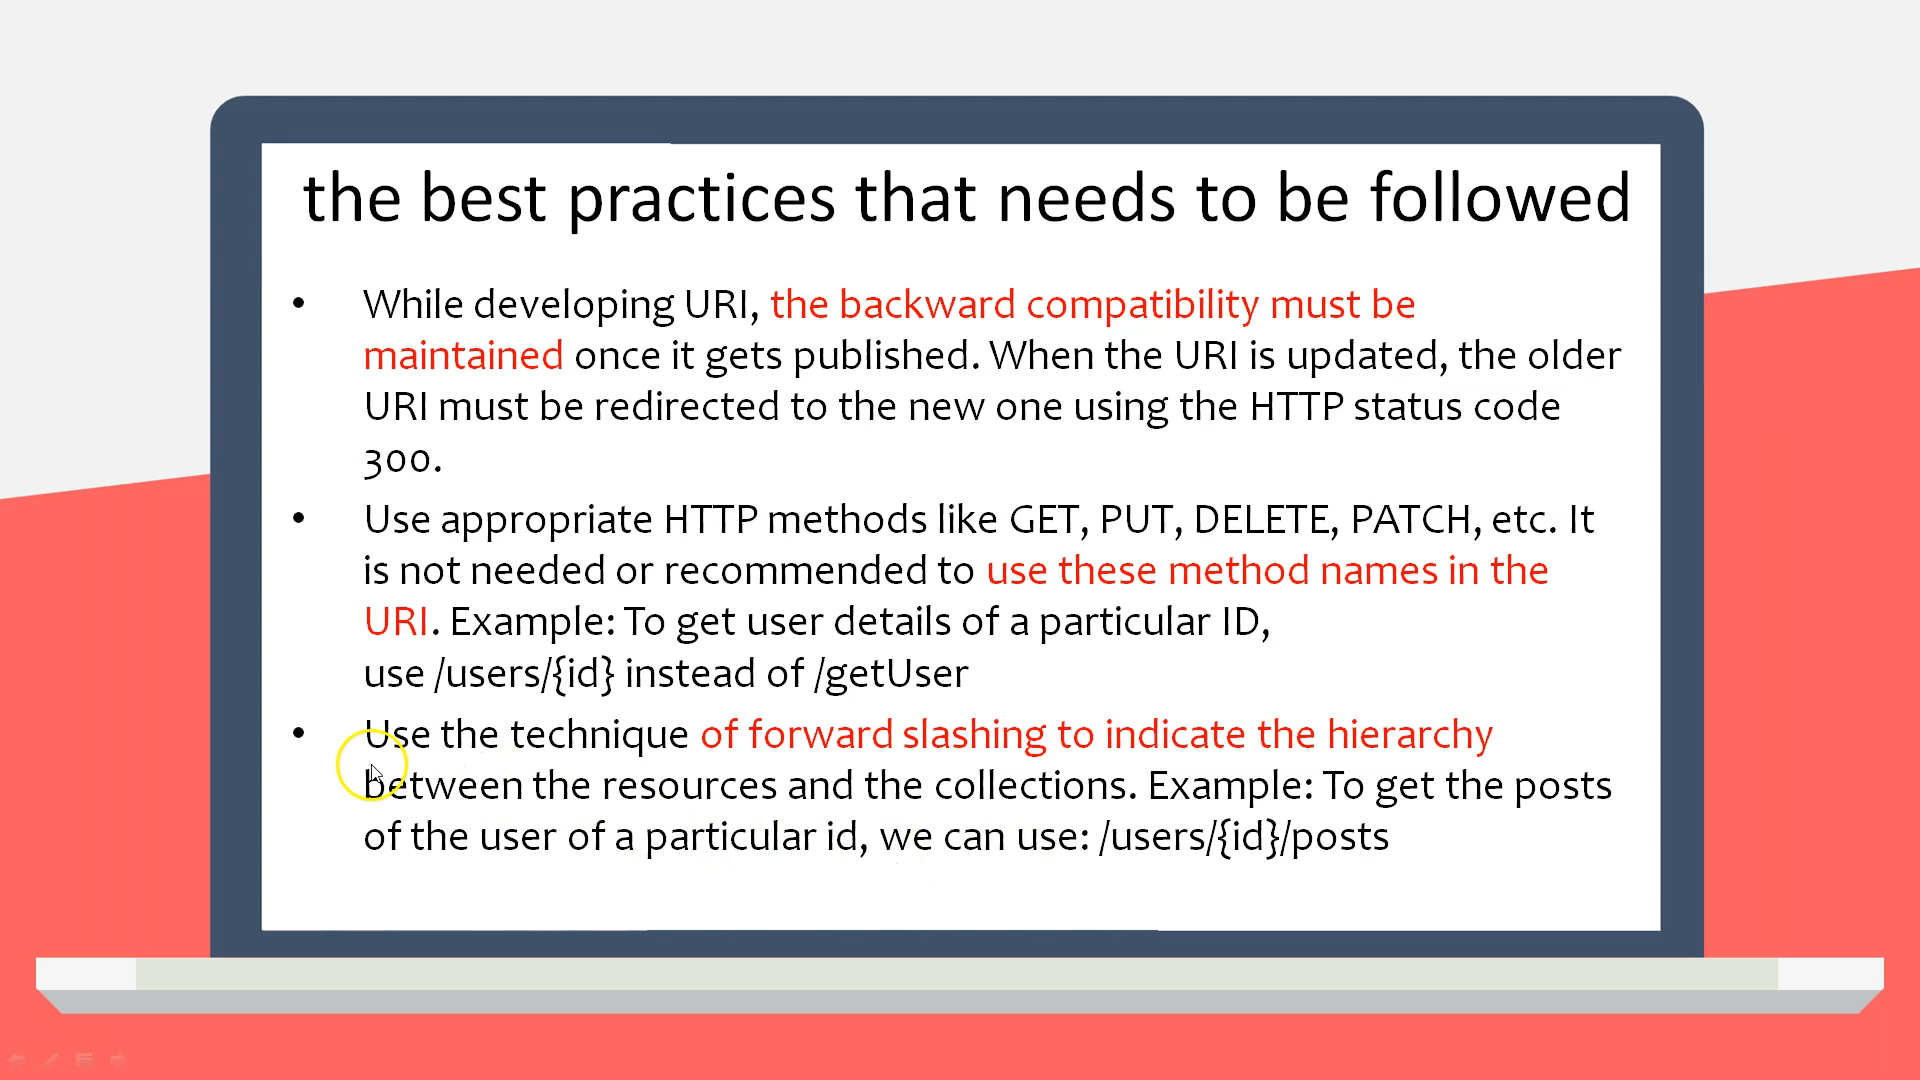 the best practices that needs to be followed
• While developing URI, the backward compatibility must be
maintained once it gets published. When the URI is updated, the older
URI must be redirected to the new one using the HTTP status code
300.
• Use appropriate HTTP methods like GET, PUT, DELETE, PATCH, etc. It
is not needed or recommended to use these method names in the
URI. Example: To get user details of a particular ID,
use /users/{id} instead of /getUser
• Use the technique of forward slashing to indicate the hierarchy
between the resources and the collections. Example: To get the posts
of the user of a particular id, we can use: /users/{id}/posts